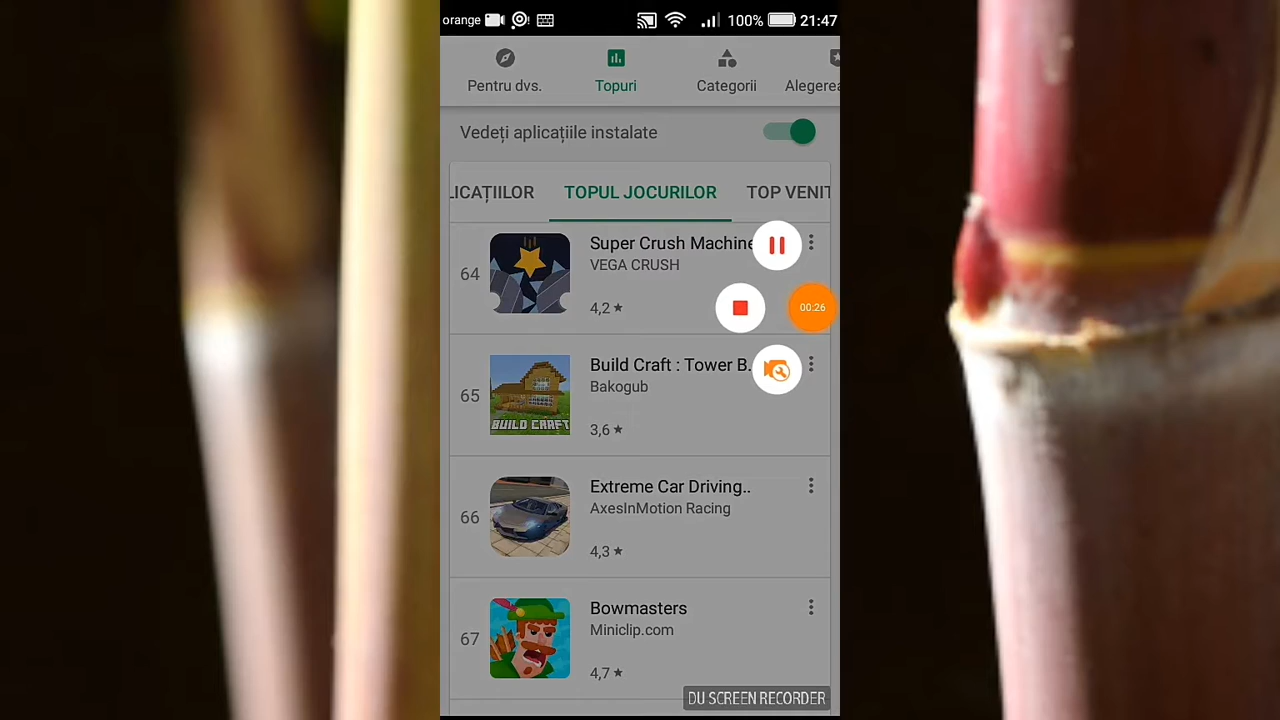 orange 100% 21:47
Pentru dvs. Topuri Categorii Alegerea
Vedeți aplicațiile instalate
LICAȚIILOR TOPUL JOCURILOR TOP VENIT
64 Super Crush Machine
VEGA CRUSH
4,2
00:26
65 Build Craft : Tower B.
Bakogub
BUILD CRAFT
3,6
66 Extreme Car Driving..
AxesInMotion Racing
4,3
67 Bowmasters
Miniclip.com
4,7
DU SCREEN RECORDER